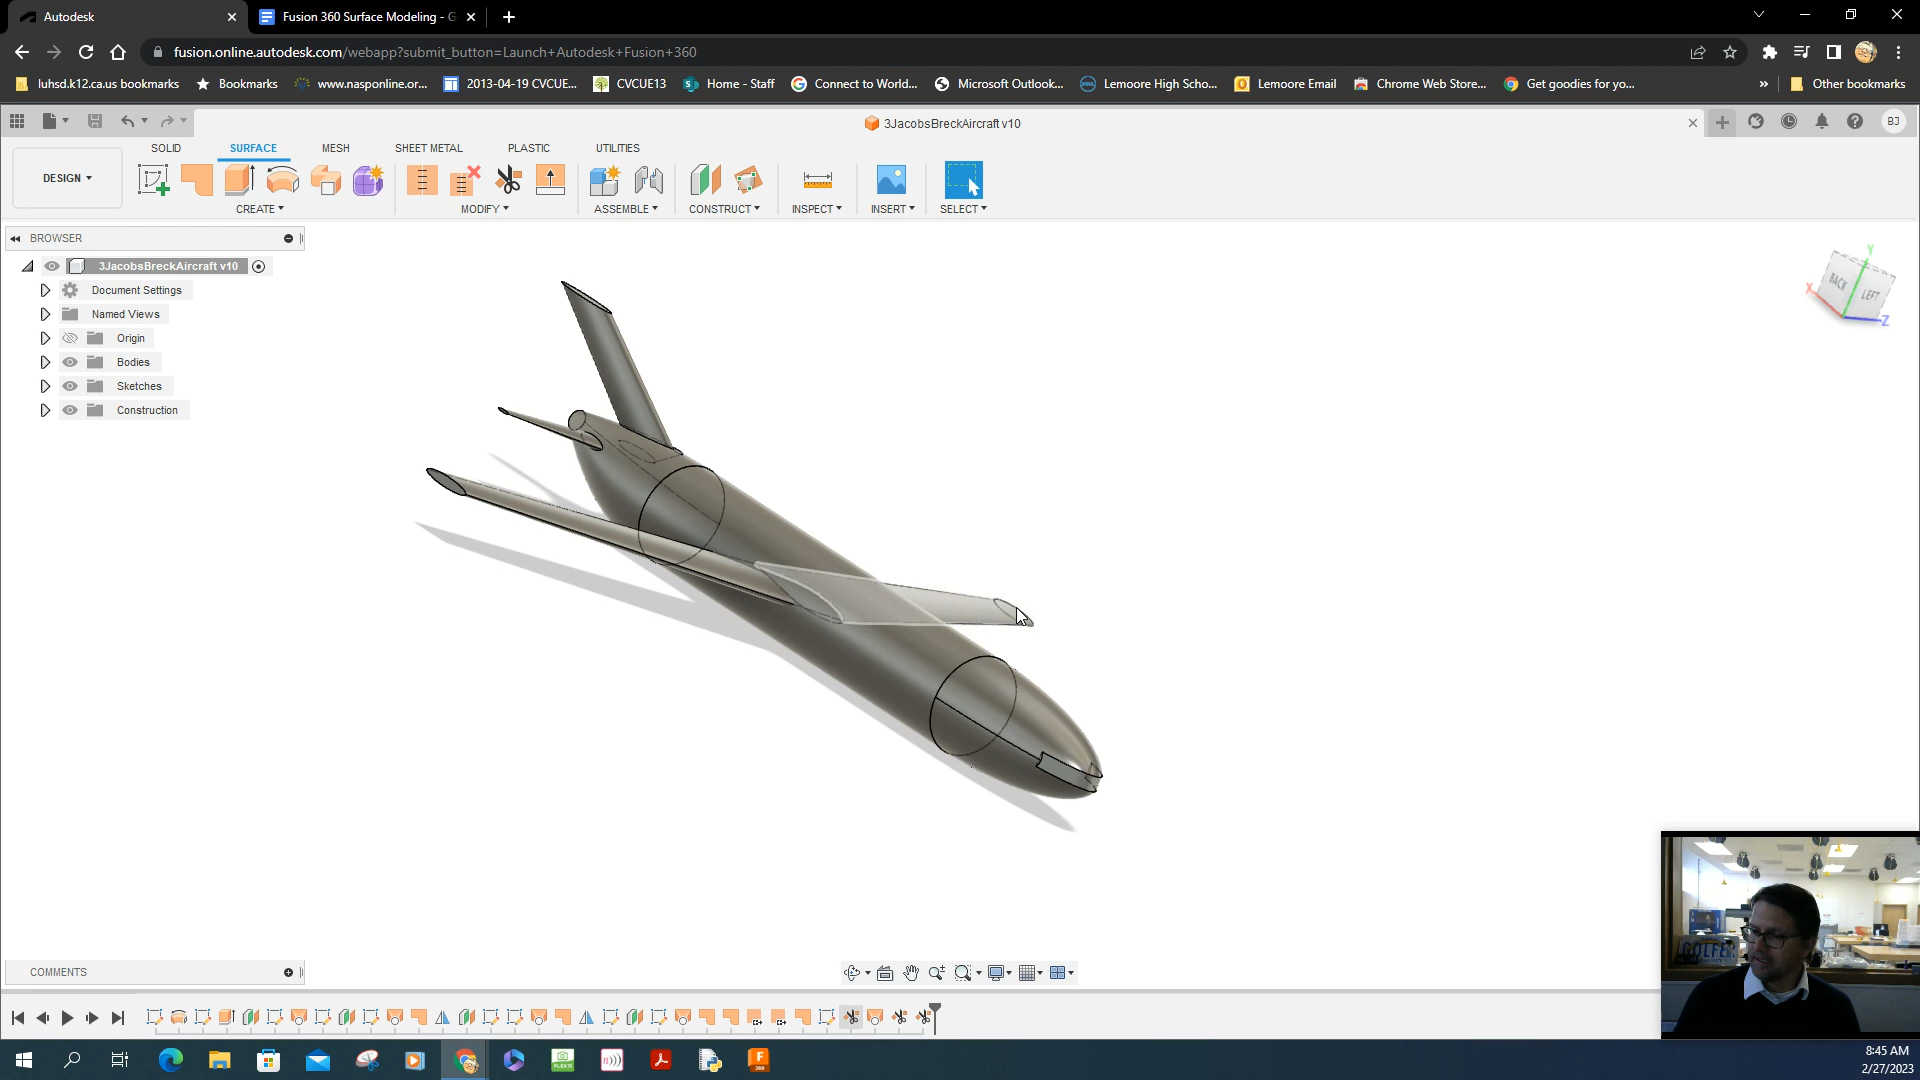 Autodesk
Fusion 360 Surface Modeling - G
fusion.online.autodesk.com/webapp?submit_button=Launch+Autodesk+Fusion+360
luhsd.k12.ca.us bookmarks
Bookmarks
www.nasponline.or...
2013-04-19 CVCUE...
CVCUE13
Home - Staff
Connect to World...
Microsoft Outlook...
Lemoore High Scho...
Lemoore Email
Chrome Web Store...
Get goodies for yo...
»
Other bookmarks
3JacobsBreckAircraft v10
BJ
SOLID
SURFACE
MESH
SHEET METAL
PLASTIC
UTILITIES
DESIGN
CREATE
MODIFY
ASSEMBLE
CONSTRUCT
INSPECT
INSERT
SELECT
BROWSER
3JacobsBreckAircraft v10
Document Settings
Named Views
Origin
Bodies
Sketches
Construction
Y
BACK
LEFT
X
Z
GOLFER
COMMENTS
8:45 AM
2/27/2023